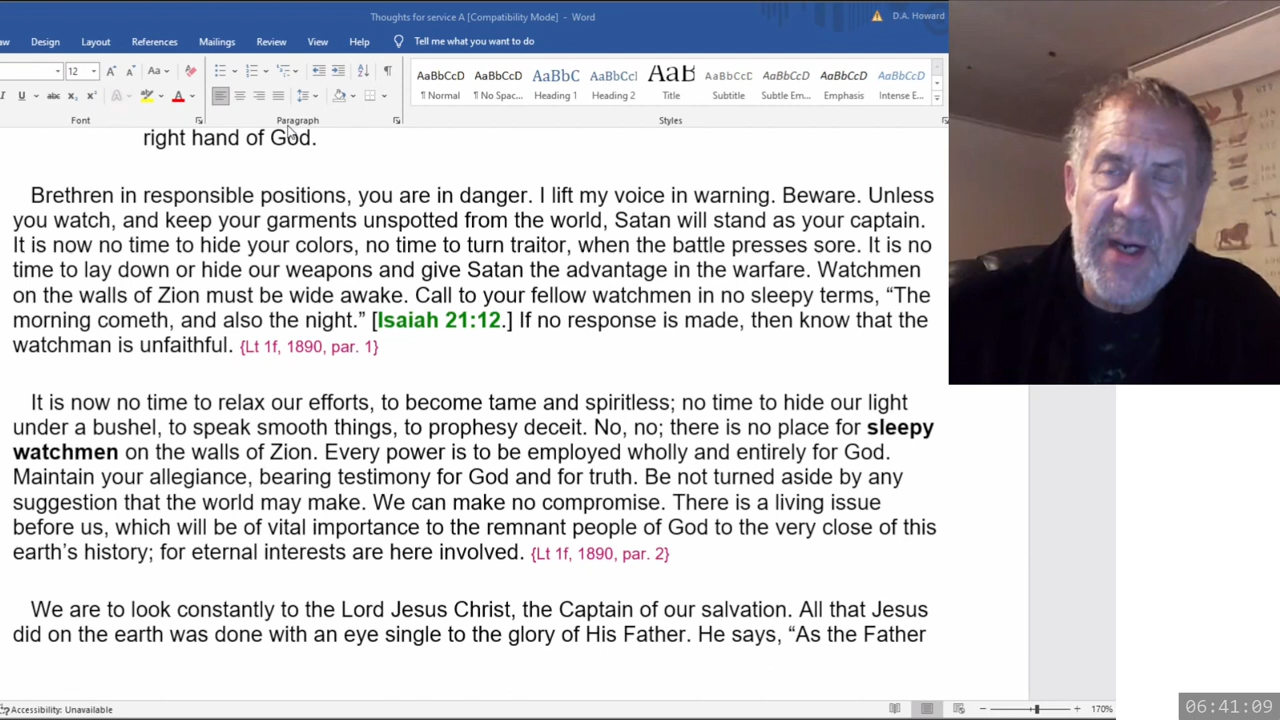 Thoughts for service A [Compatibility Mode] - Word
D.A. Howard
aw Design Layout References Mailings Review View Help Tell me what you want to do
12
Aa
AaBbCcD AaBbCcD AaBbC AaBbCcI AaB AaBbCcD AaBbCcD AaBbCcD AaBbCcD
¶ Normal ¶ No Spac... Heading 1 Heading 2 Title Subtitle Subtle Em... Emphasis Intense E...
Font Paragraph Styles
right hand of God.
Brethren in responsible positions, you are in danger. I lift my voice in warning. Beware. Unless
you watch, and keep your garments unspotted from the world, Satan will stand as your captain.
It is now no time to hide your colors, no time to turn traitor, when the battle presses sore. It is no
time to lay down or hide our weapons and give Satan the advantage in the warfare. Watchmen
on the walls of Zion must be wide awake. Call to your fellow watchmen in no sleepy terms, “The
morning cometh, and also the night.” [Isaiah 21:12.] If no response is made, then know that the
watchman is unfaithful. {Lt 1f, 1890, par. 1}
It is now no time to relax our efforts, to become tame and spiritless; no time to hide our light
under a bushel, to speak smooth things, to prophesy deceit. No, no; there is no place for sleepy
watchmen on the walls of Zion. Every power is to be employed wholly and entirely for God.
Maintain your allegiance, bearing testimony for God and for truth. Be not turned aside by any
suggestion that the world may make. We can make no compromise. There is a living issue
before us, which will be of vital importance to the remnant people of God to the very close of this
earth’s history; for eternal interests are here involved. {Lt 1f, 1890, par. 2}
We are to look constantly to the Lord Jesus Christ, the Captain of our salvation. All that Jesus
did on the earth was done with an eye single to the glory of His Father. He says, “As the Father
Accessibility: Unavailable
170%
06:41:09